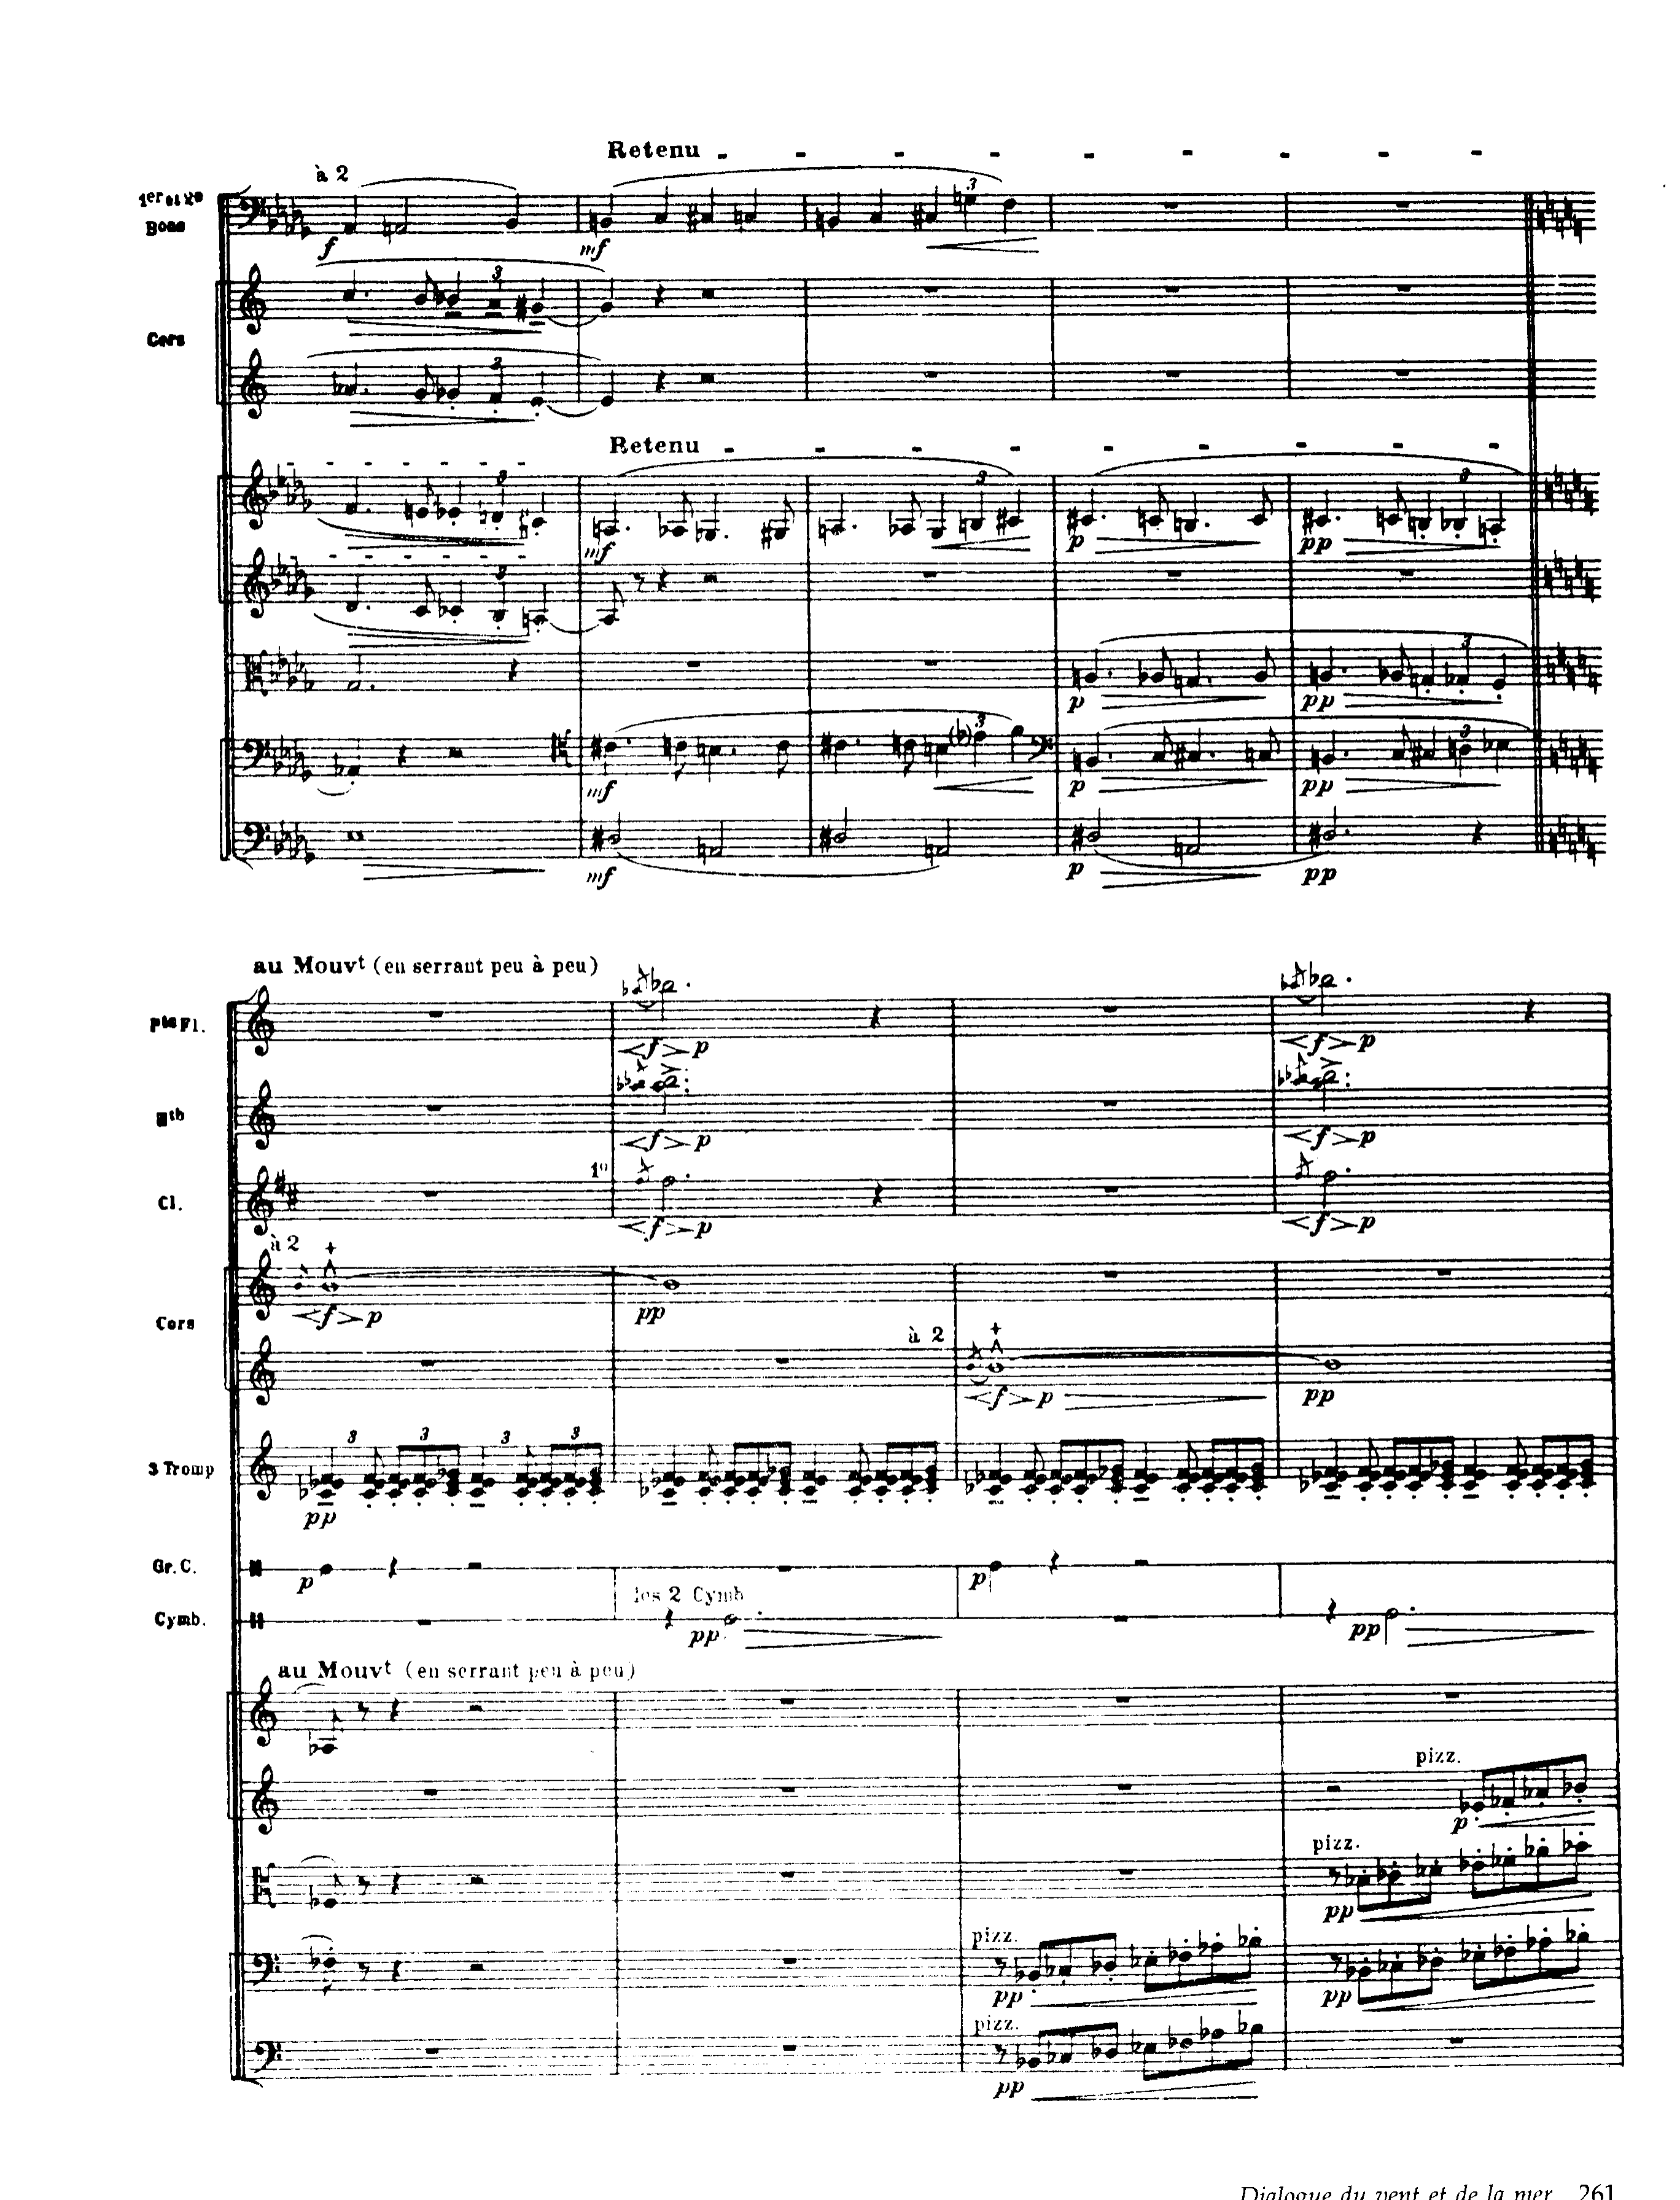 Retenu
à 2
1er et 2e
Bons
f
mf
3
Cors
3
3
Retenu
3
3
3
mf
p
pp
3
3
p
pp
3
3
mf
p
pp
mf
p
pp
au Mouvt (en serrant peu à peu)
Pte Fl.
f p
f p
Htb
f p
f p
1º
Cl.
f p
f p
à 2
f p
pp
Cors
à 2
f p
pp
3 3 3 3
3 Tromp
pp
Gr. C.
p
p
les 2 Cymb
Cymb.
pp
pp
au Mouvt (en serrant peu à peu)
pizz.
p
pizz.
pp
pizz.
pp
pp
pizz.
pp
Dialogue du vent et de la mer 261